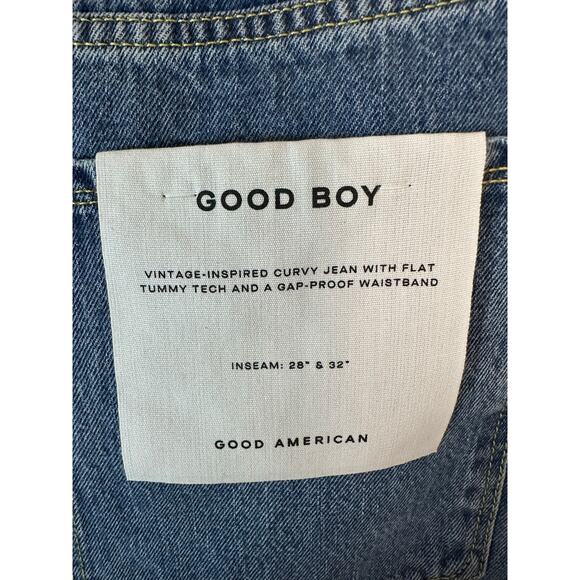 GOOD BOY
VINTAGE-INSPIRED CURVY JEAN WITH FLAT
TUMMY TECH AND A GAP-PROOF WAISTBAND
INSEAM: 28" & 32"
GOOD AMERICAN